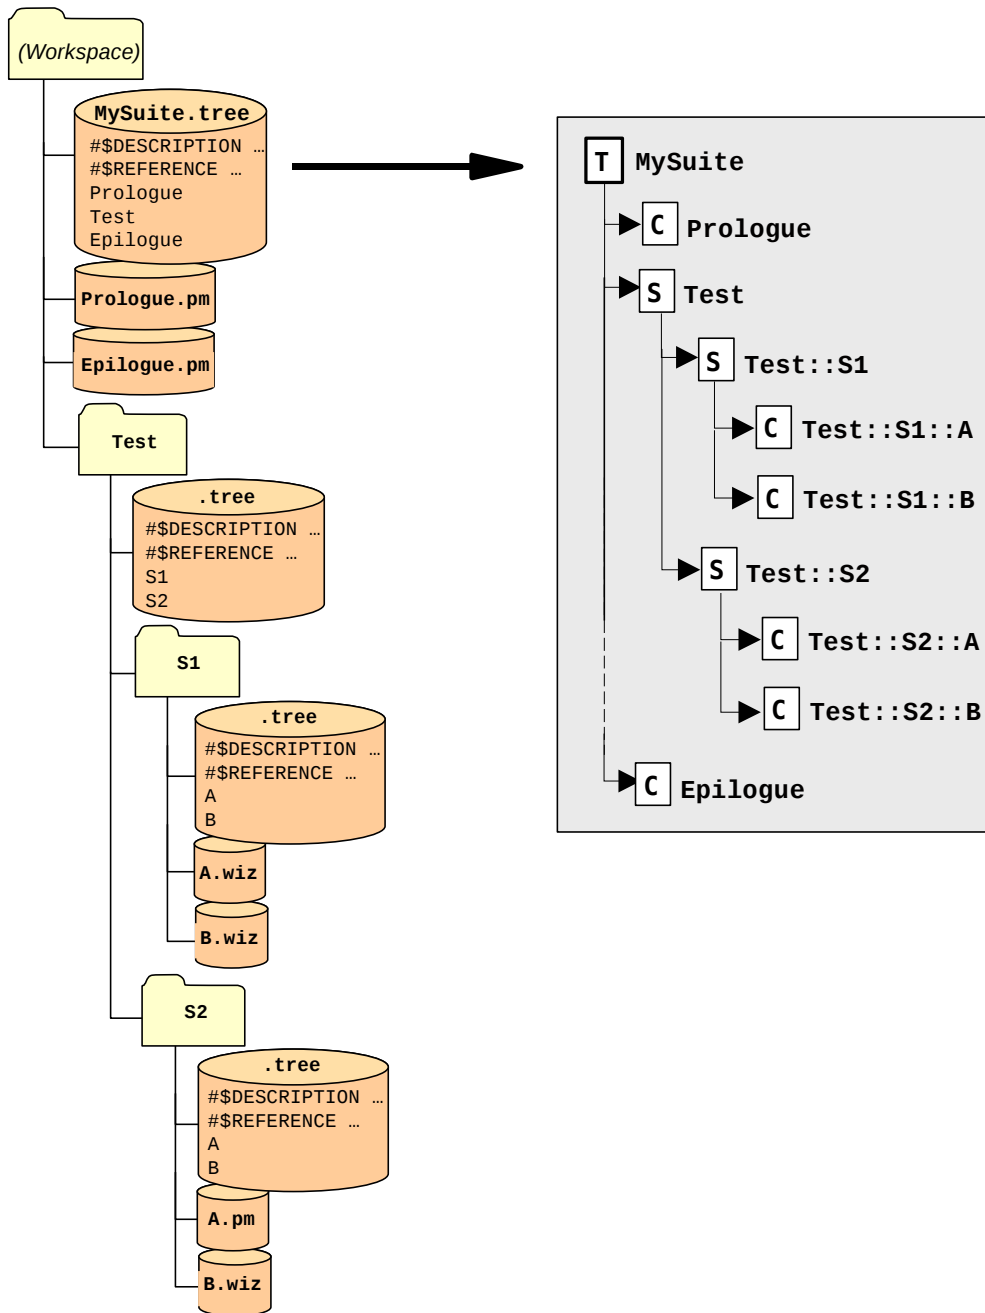 (Workspace)
MySuite.tree
#$DESCRIPTION …
#$REFERENCE …
Prologue
Test
Epilogue
Prologue.pm
Epilogue.pm
Test
.tree
#$DESCRIPTION …
#$REFERENCE …
S1
S2
S1
.tree
#$DESCRIPTION …
#$REFERENCE …
A
B
A.wiz
B.wiz
S2
.tree
#$DESCRIPTION …
#$REFERENCE …
A
B
A.pm
B.wiz
T MySuite
C Prologue
S Test
S Test::S1
C Test::S1::A
C Test::S1::B
S Test::S2
C Test::S2::A
C Test::S2::B
C Epilogue